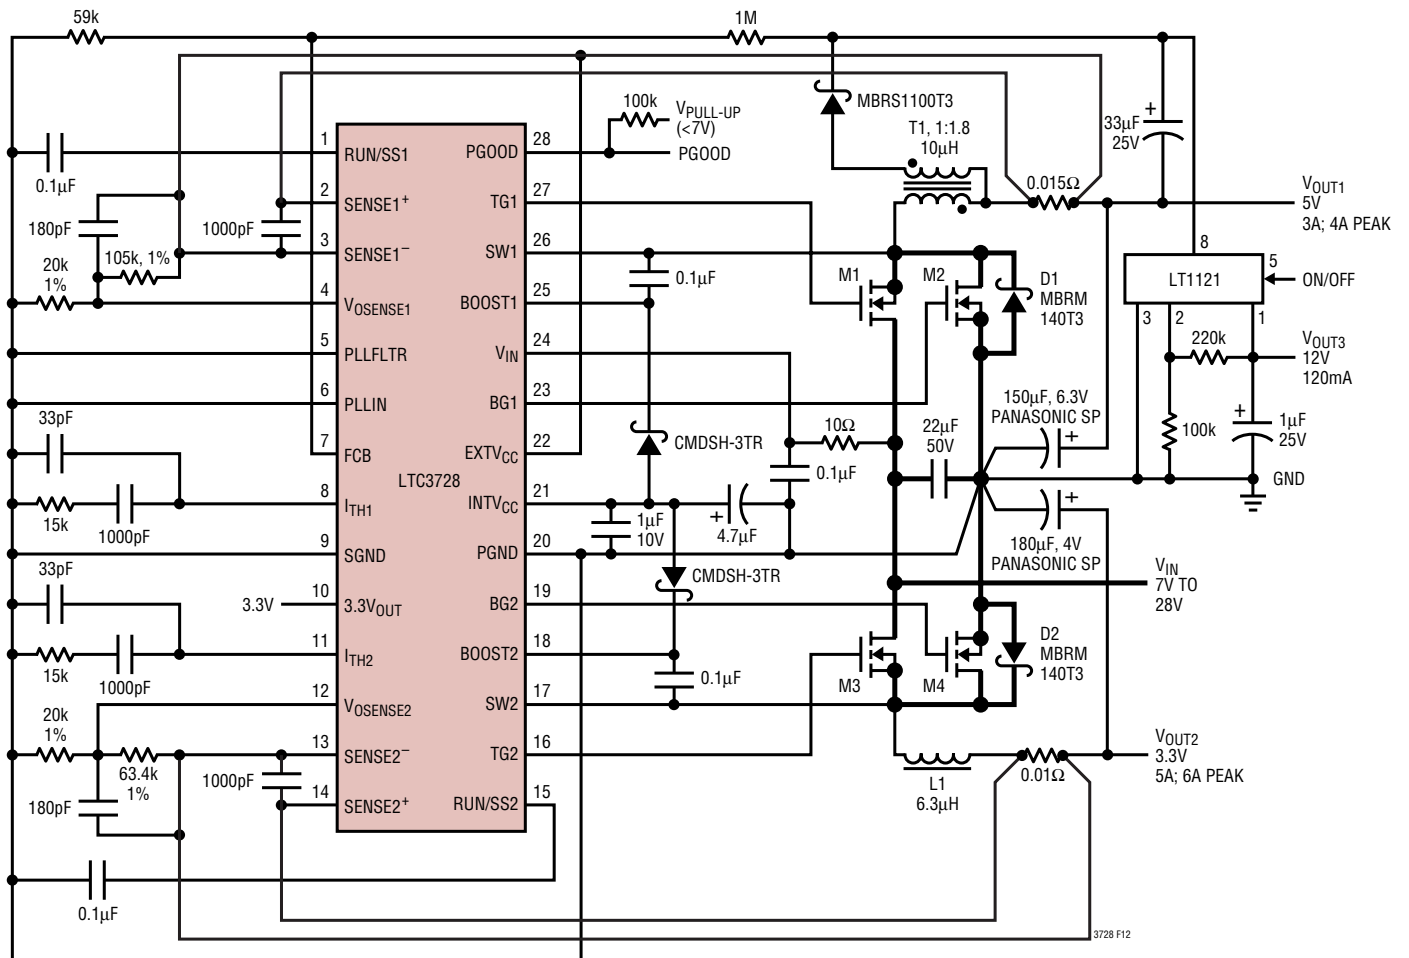 59k
1M
MBRS1100T3
100k
V_PULL-UP
(<7V)
PGOOD
T1, 1:1.8
10µH
33µF
25V
0.015Ω
V_OUT1
5V
3A; 4A PEAK
0.1µF
180pF
1000pF
105k, 1%
20k
1%
1
RUN/SS1
2
SENSE1+
3
SENSE1−
4
V_OSENSE1
5
PLLFLTR
6
PLLIN
7
FCB
8
I_TH1
9
SGND
10
3.3V_OUT
11
I_TH2
12
V_OSENSE2
13
SENSE2−
14
SENSE2+
LTC3728
28
PGOOD
27
TG1
26
SW1
25
BOOST1
24
V_IN
23
BG1
22
EXTV_CC
21
INTV_CC
20
PGND
19
BG2
18
BOOST2
17
SW2
16
TG2
15
RUN/SS2
0.1µF
M1
M2
D1
MBRM
140T3
8
LT1121
5
ON/OFF
3
2
1
220k
V_OUT3
12V
120mA
100k
1µF
25V
GND
CMDSH-3TR
10Ω
0.1µF
22µF
50V
150µF, 6.3V
PANASONIC SP
180µF, 4V
PANASONIC SP
1µF
10V
4.7µF
CMDSH-3TR
V_IN
7V TO
28V
33pF
15k
1000pF
33pF
3.3V
15k
1000pF
0.1µF
M3
M4
D2
MBRM
140T3
20k
1%
63.4k
1%
180pF
1000pF
L1
6.3µH
0.01Ω
V_OUT2
3.3V
5A; 6A PEAK
0.1µF
3728 F12